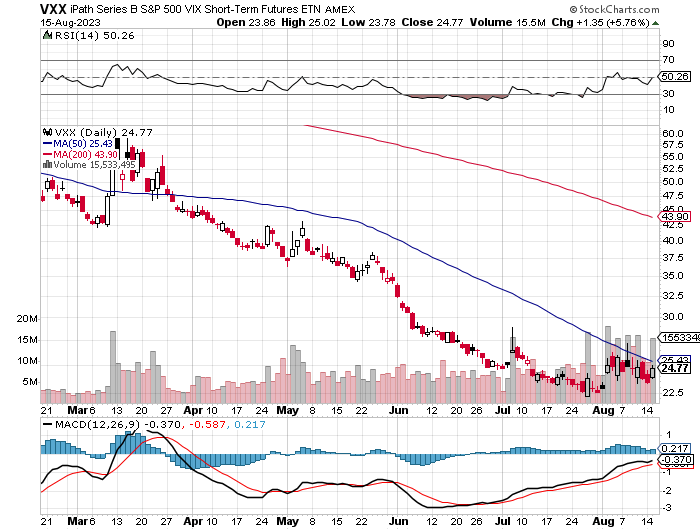 VXX iPath Series B S&P 500 VIX Short-Term Futures ETN AMEX © StockCharts.com
15-Aug-2023 Open 23.86 High 25.02 Low 23.78 Close 24.77 Volume 15.5M Chg +1.35 (+5.76%)
RSI(14) 50.26
90
70
50.26
30
10
VXX (Daily) 24.77
MA(50) 25.43
MA(200) 43.90
Volume 15,533,495
60.0
57.5
55.0
52.5
50.0
47.5
45.0
43.90
42.5
40.0
37.5
35.0
32.5
30.0
20M
15M
10M
5M
1553349
25.43
24.77
22.5
21 Mar 6 13 20 27 Apr 10 17 24 May 8 15 22 Jun 12 20 26 Jul 10 17 24 Aug 7 14
MACD(12,26,9) -0.370, -0.587, 0.217
1
0.217
-0.370
-1
-2
-3
21 Mar 6 13 20 27 Apr 10 17 24 May 8 15 22 Jun 12 20 26 Jul 10 17 24 Aug 7 14